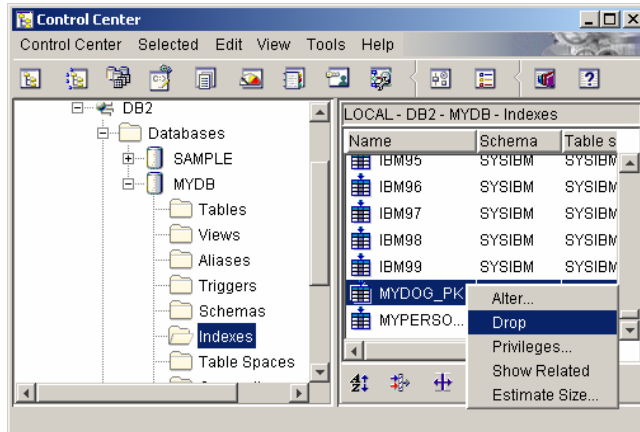 Control Center
Control Center Selected Edit View Tools Help
DB2
Databases
SAMPLE
MYDB
Tables
Views
Aliases
Triggers
Schemas
Indexes
Table Spaces
LOCAL - DB2 - MYDB - Indexes
Name Schema Table s
IBM95 SYSIBM SYSIBM
IBM96 SYSIBM SYSIBM
IBM97 SYSIBM SYSIBM
IBM98 SYSIBM SYSIBM
IBM99 SYSIBM SYSIBM
MYDOG_PK
MYPERSO...
Alter...
Drop
Privileges...
Show Related
Estimate Size...